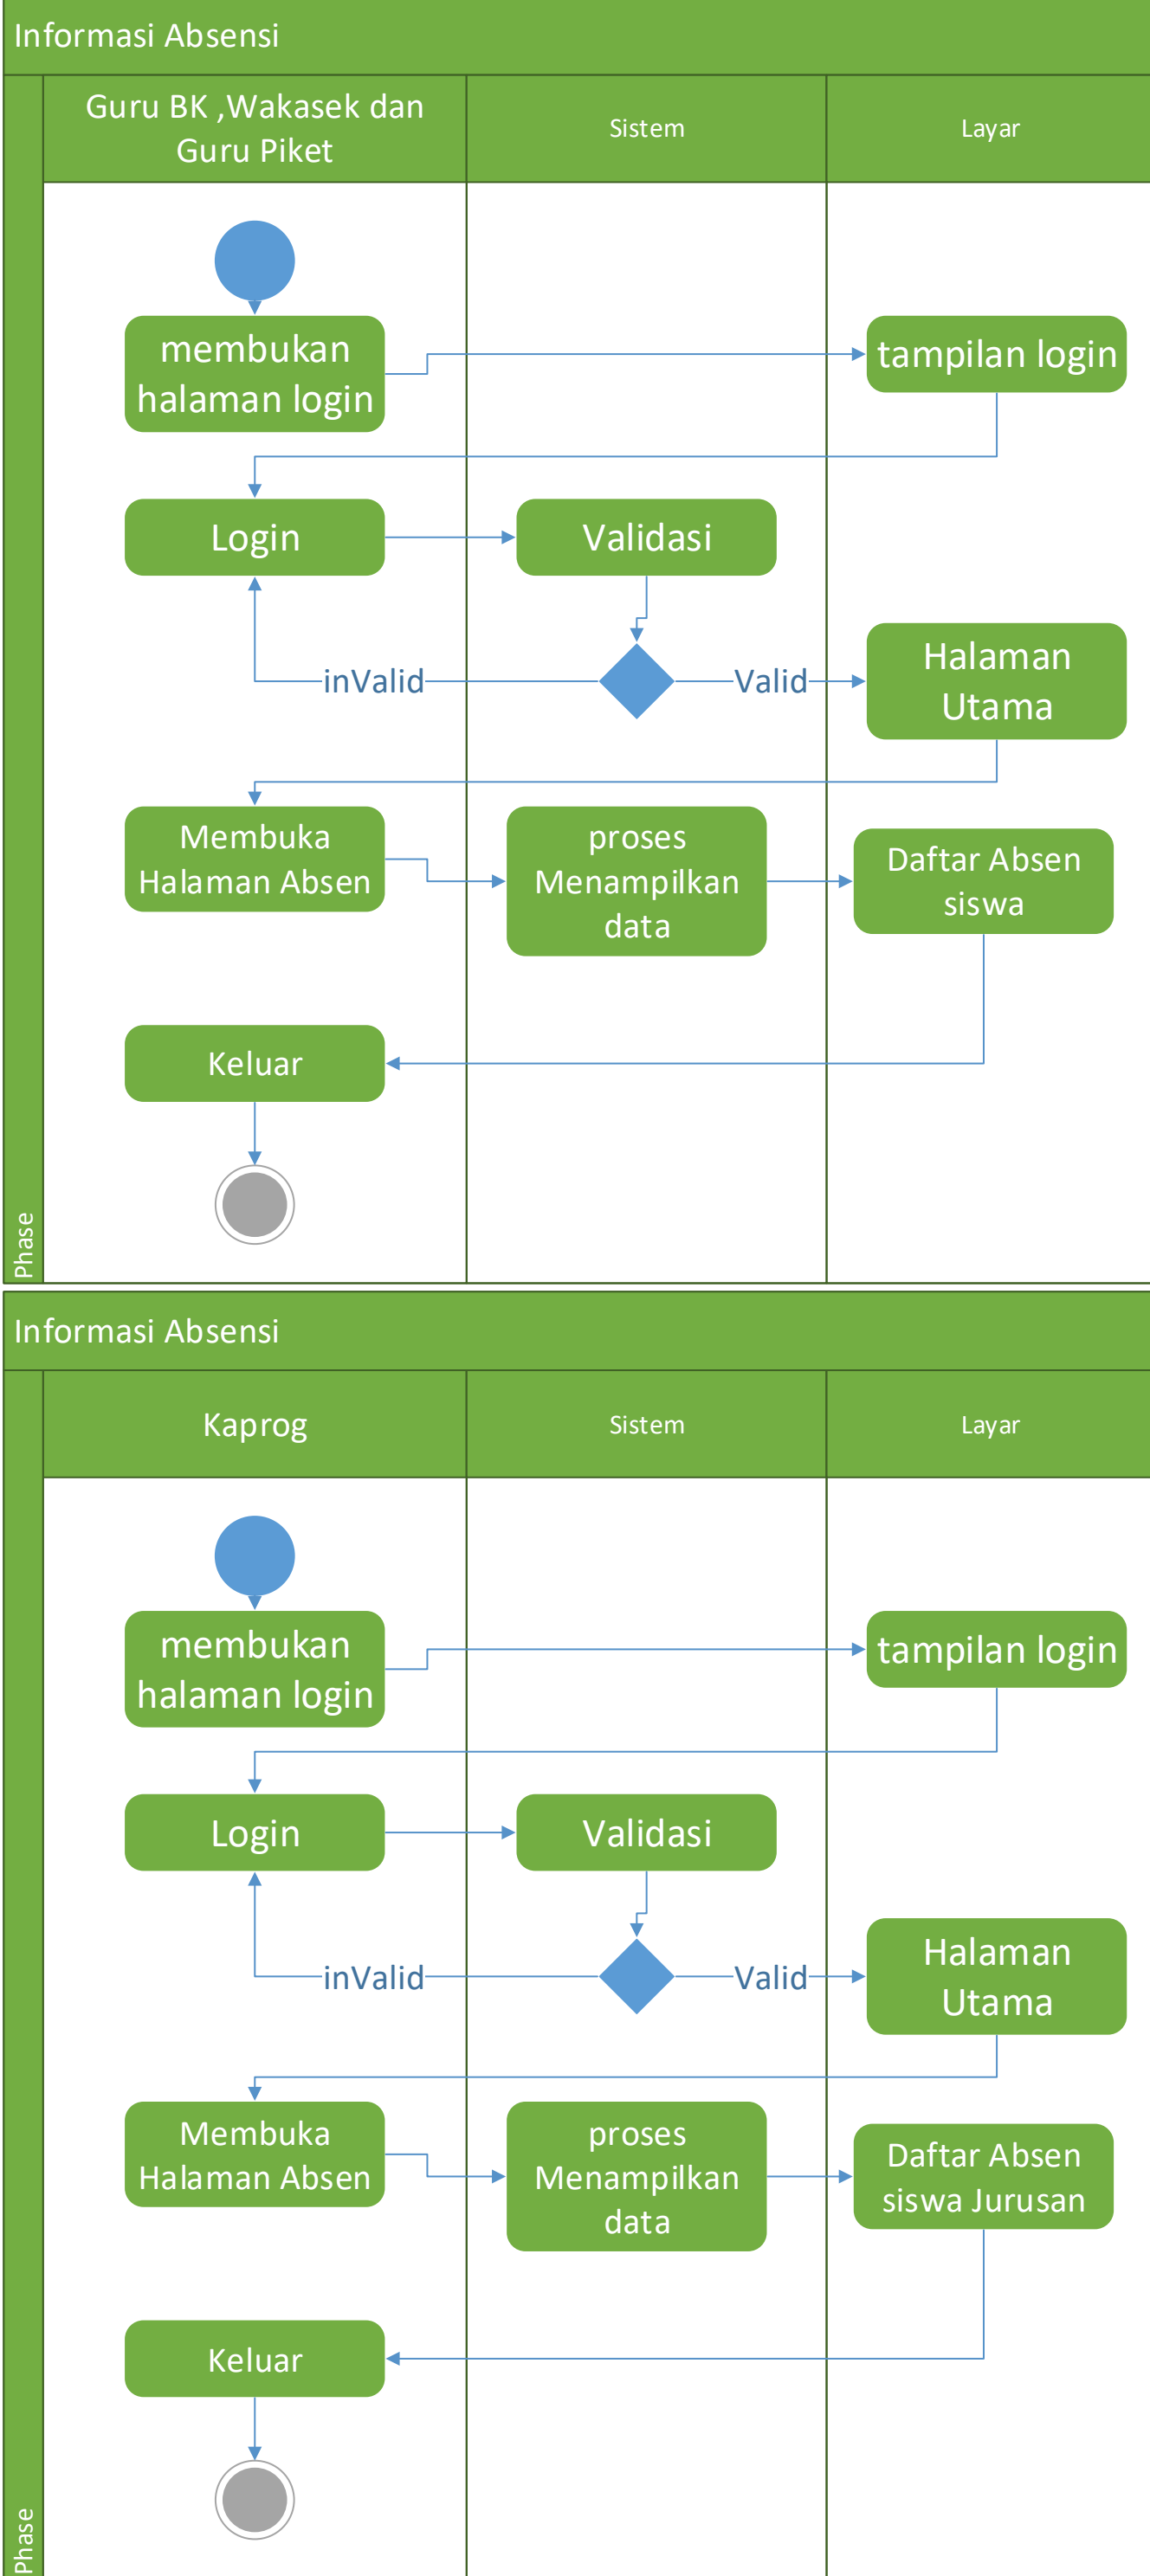 Informasi Absensi
Guru BK ,Wakasek dan
Guru Piket
Sistem
Layar
membukan
halaman login
tampilan login
Login
Validasi
inValid
Valid
Halaman
Utama
Membuka
Halaman Absen
proses
Menampilkan
data
Daftar Absen
siswa
Keluar
Phase
Informasi Absensi
Kaprog
Sistem
Layar
membukan
halaman login
tampilan login
Login
Validasi
inValid
Valid
Halaman
Utama
Membuka
Halaman Absen
proses
Menampilkan
data
Daftar Absen
siswa Jurusan
Keluar
Phase